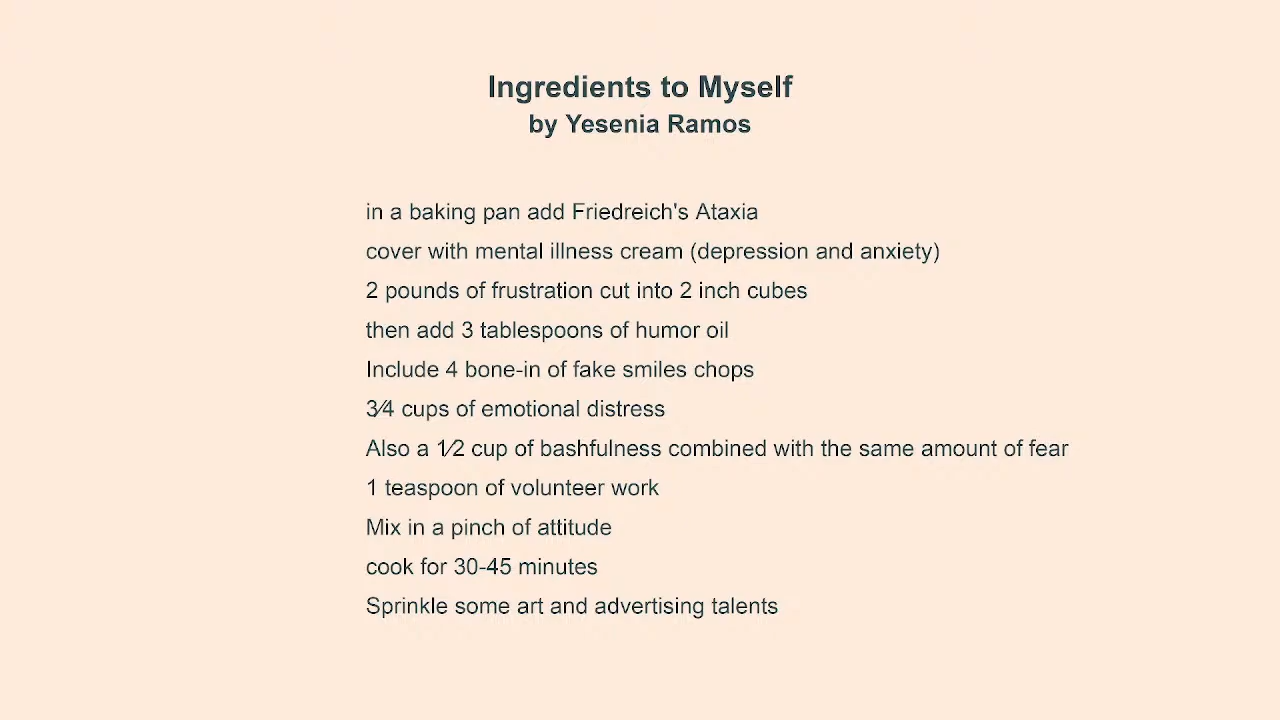 Ingredients to Myself
by Yesenia Ramos
in a baking pan add Friedreich's Ataxia
cover with mental illness cream (depression and anxiety)
2 pounds of frustration cut into 2 inch cubes
then add 3 tablespoons of humor oil
Include 4 bone-in of fake smiles chops
3⁄4 cups of emotional distress
Also a 1⁄2 cup of bashfulness combined with the same amount of fear
1 teaspoon of volunteer work
Mix in a pinch of attitude
cook for 30-45 minutes
Sprinkle some art and advertising talents